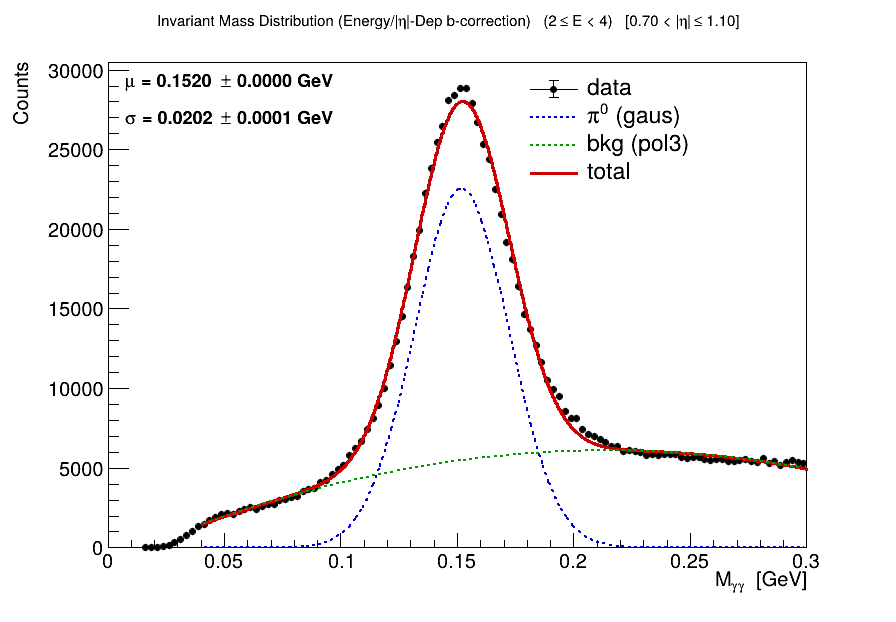 Invariant Mass Distribution (Energy/|η|-Dep b-correction) (2 ≤ E < 4) [0.70 < |η| ≤ 1.10]
Counts
μ = 0.1520 ± 0.0000 GeV
σ = 0.0202 ± 0.0001 GeV
data
π⁰ (gaus)
bkg (pol3)
total
30000
25000
20000
15000
10000
5000
0
0 0.05 0.1 0.15 0.2 0.25 0.3
M_γγ [GeV]